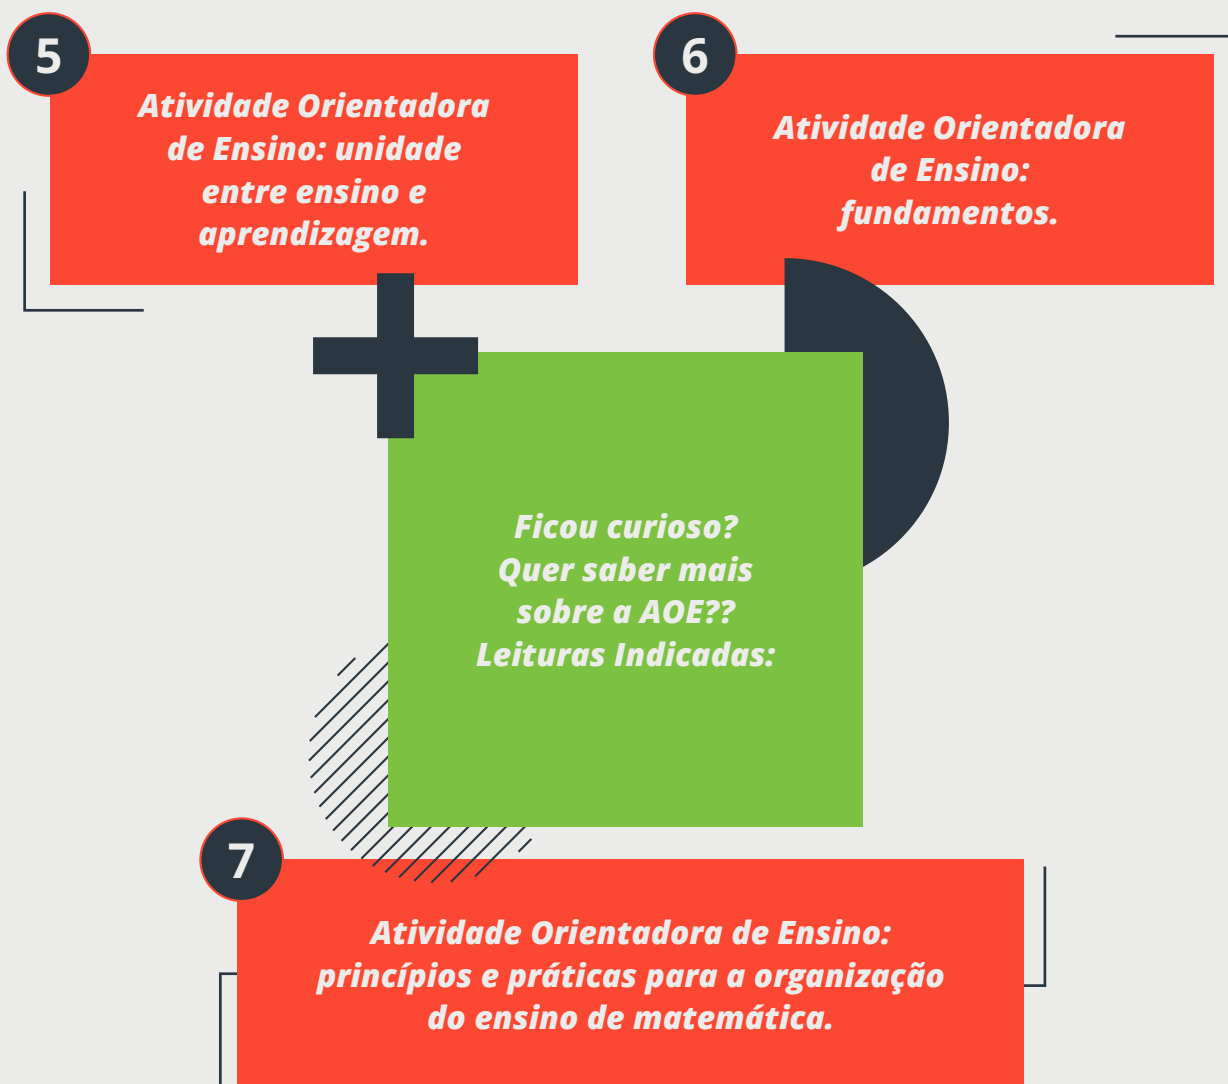 5
Atividade Orientadora
de Ensino: unidade
entre ensino e
aprendizagem.
6
Atividade Orientadora
de Ensino:
fundamentos.
Ficou curioso?
Quer saber mais
sobre a AOE??
Leituras Indicadas:
7
Atividade Orientadora de Ensino:
princípios e práticas para a organização
do ensino de matemática.